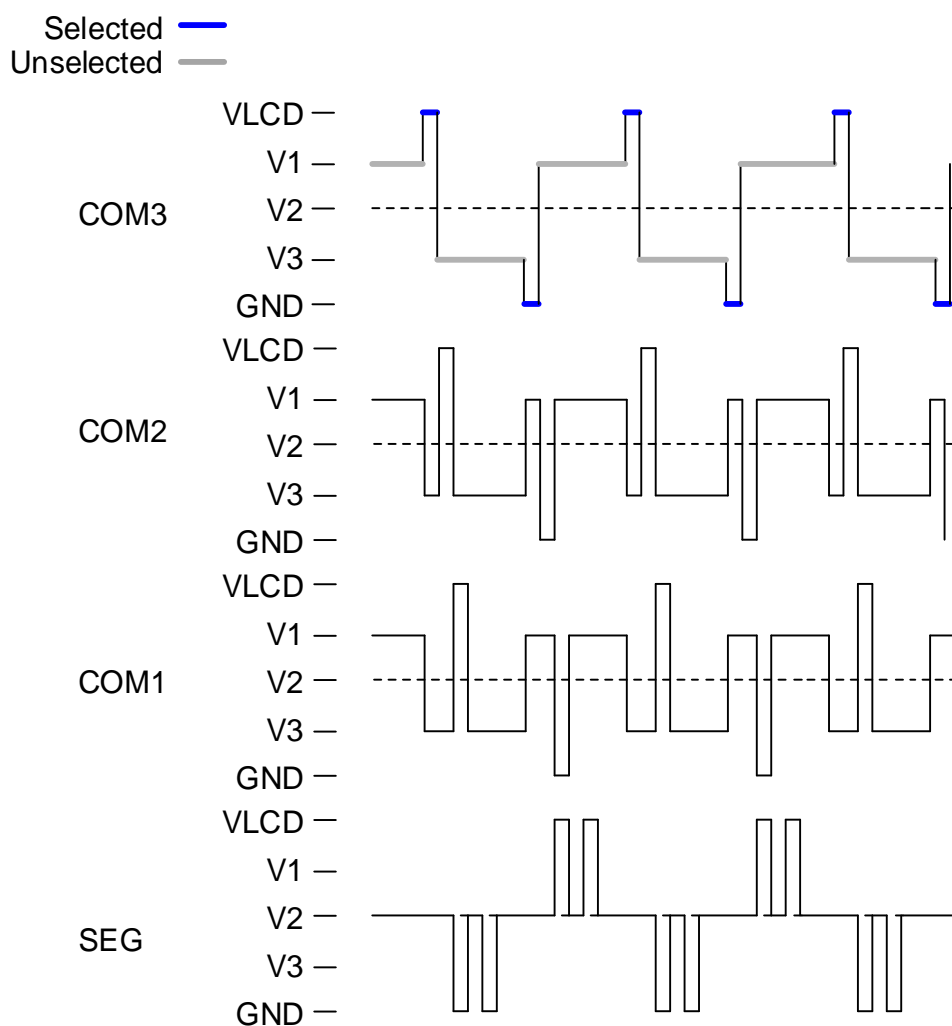 Selected
Unselected
VLCD
V1
COM3
V2
V3
GND
VLCD
V1
COM2
V2
V3
GND
VLCD
V1
COM1
V2
V3
GND
VLCD
V1
V2
SEG
V3
GND